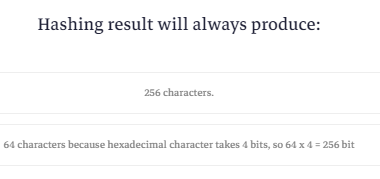 Hashing result will always produce:
256 characters.
64 characters because hexadecimal character takes 4 bits, so 64 x 4 = 256 bit